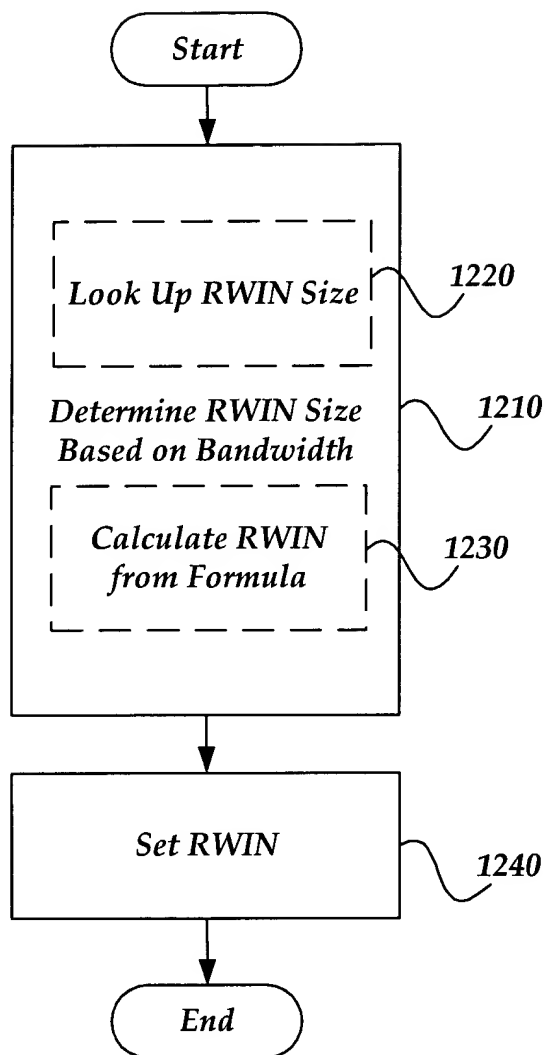 Start
Look Up RWIN Size
1220
Determine RWIN Size
Based on Bandwidth
1210
Calculate RWIN
from Formula
1230
Set RWIN
1240
End